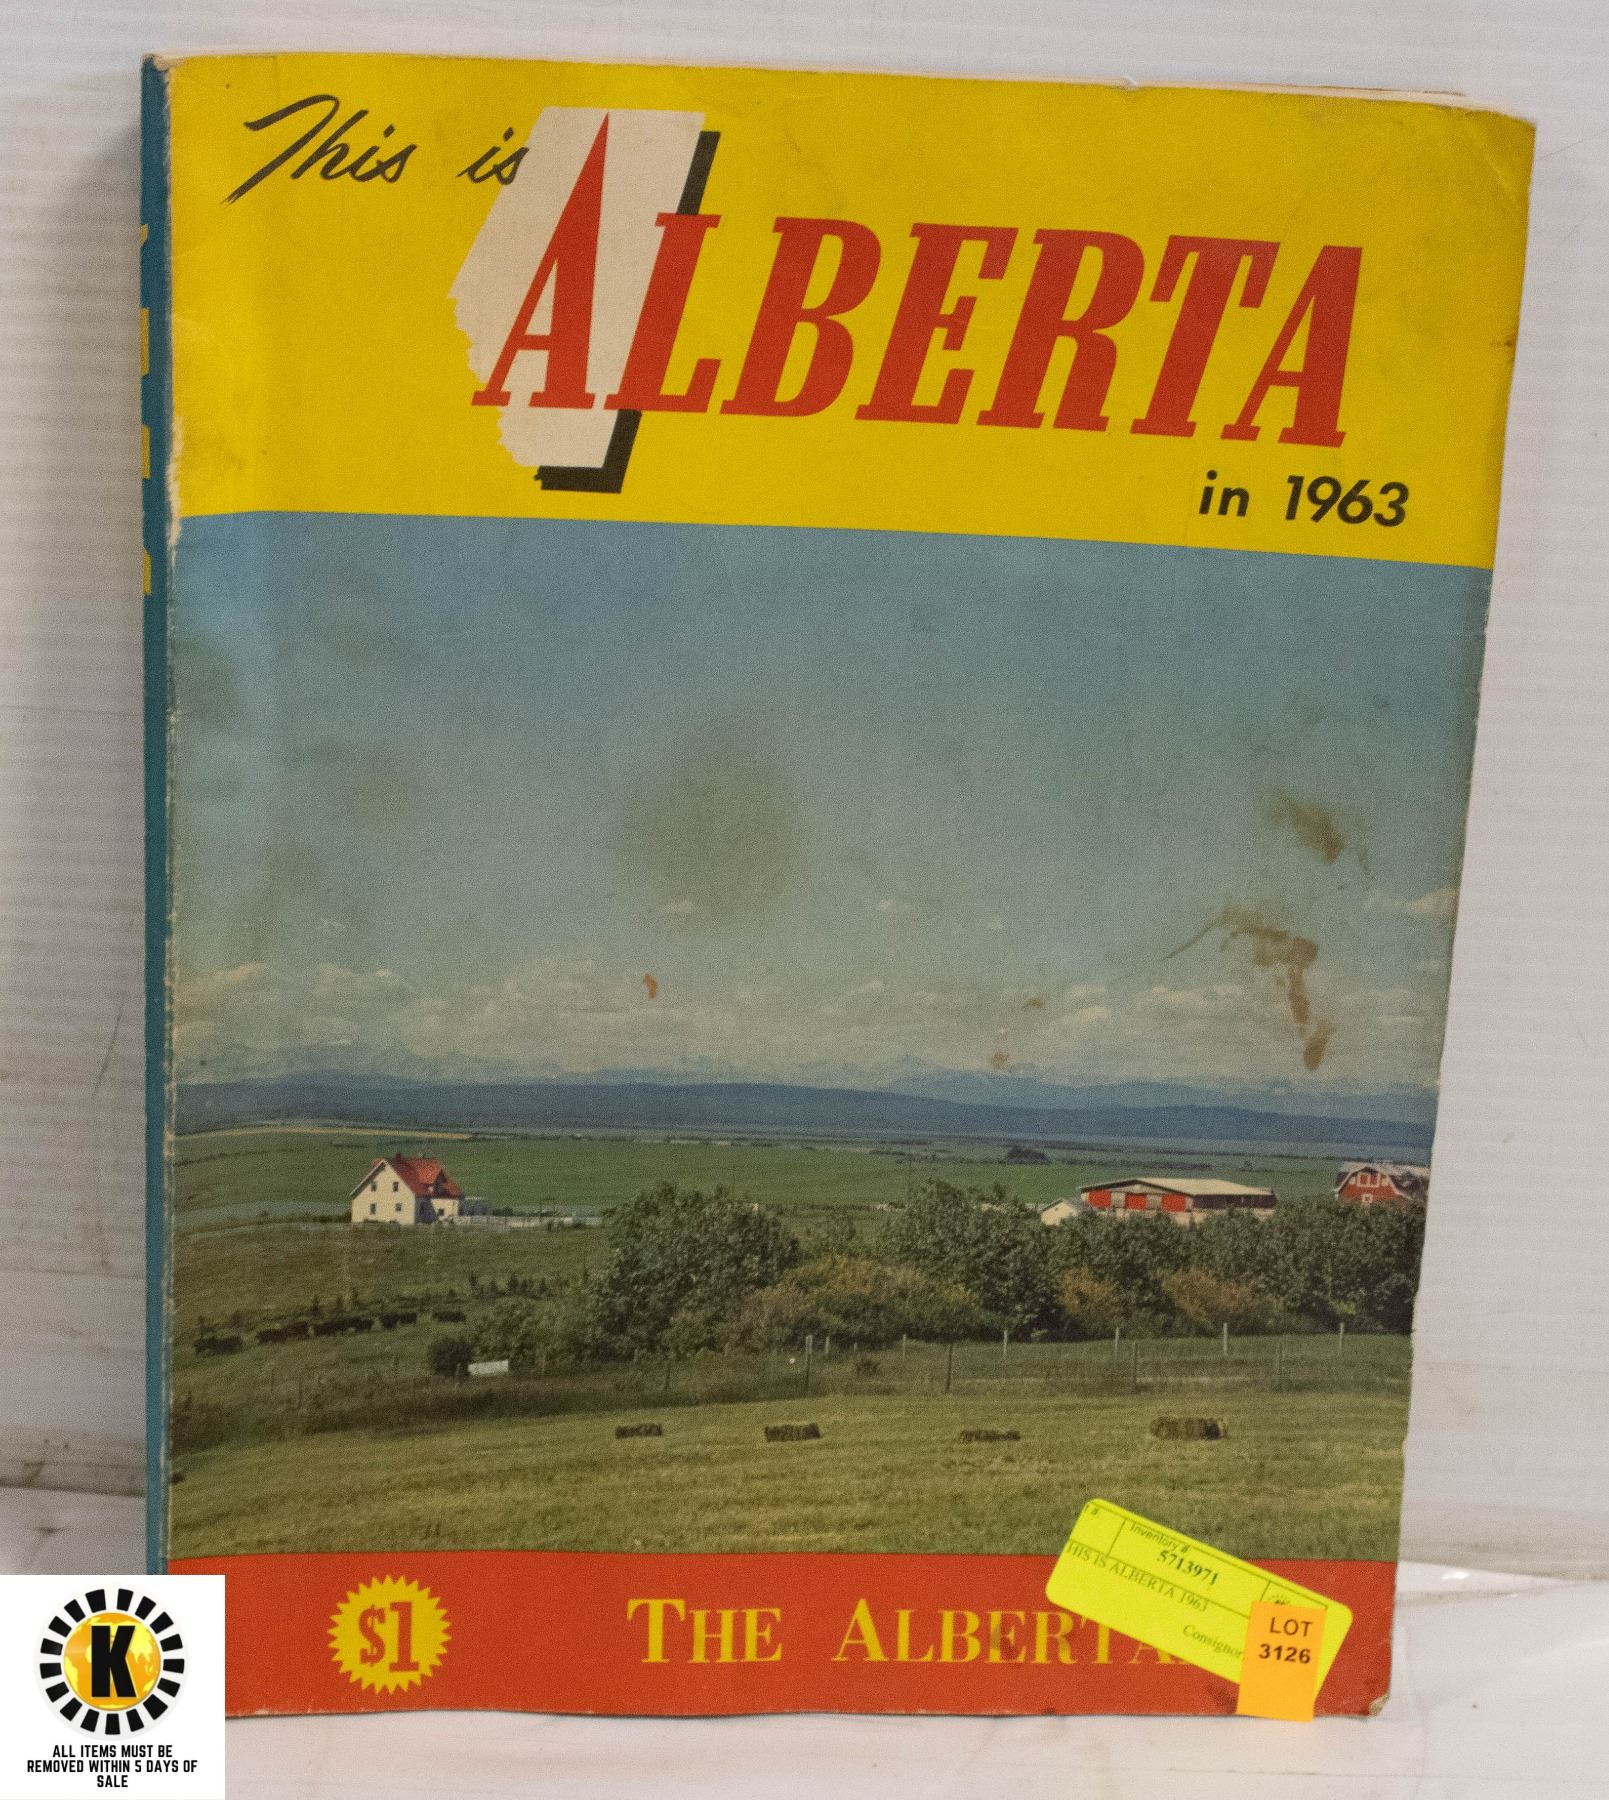 This is
ALBERTA
in 1963
$1
THE ALBERTA
Inventory #
5713971
THIS IS ALBERTA 1963
Consignor
LOT
3126
K
ALL ITEMS MUST BE
REMOVED WITHIN 5 DAYS OF
SALE